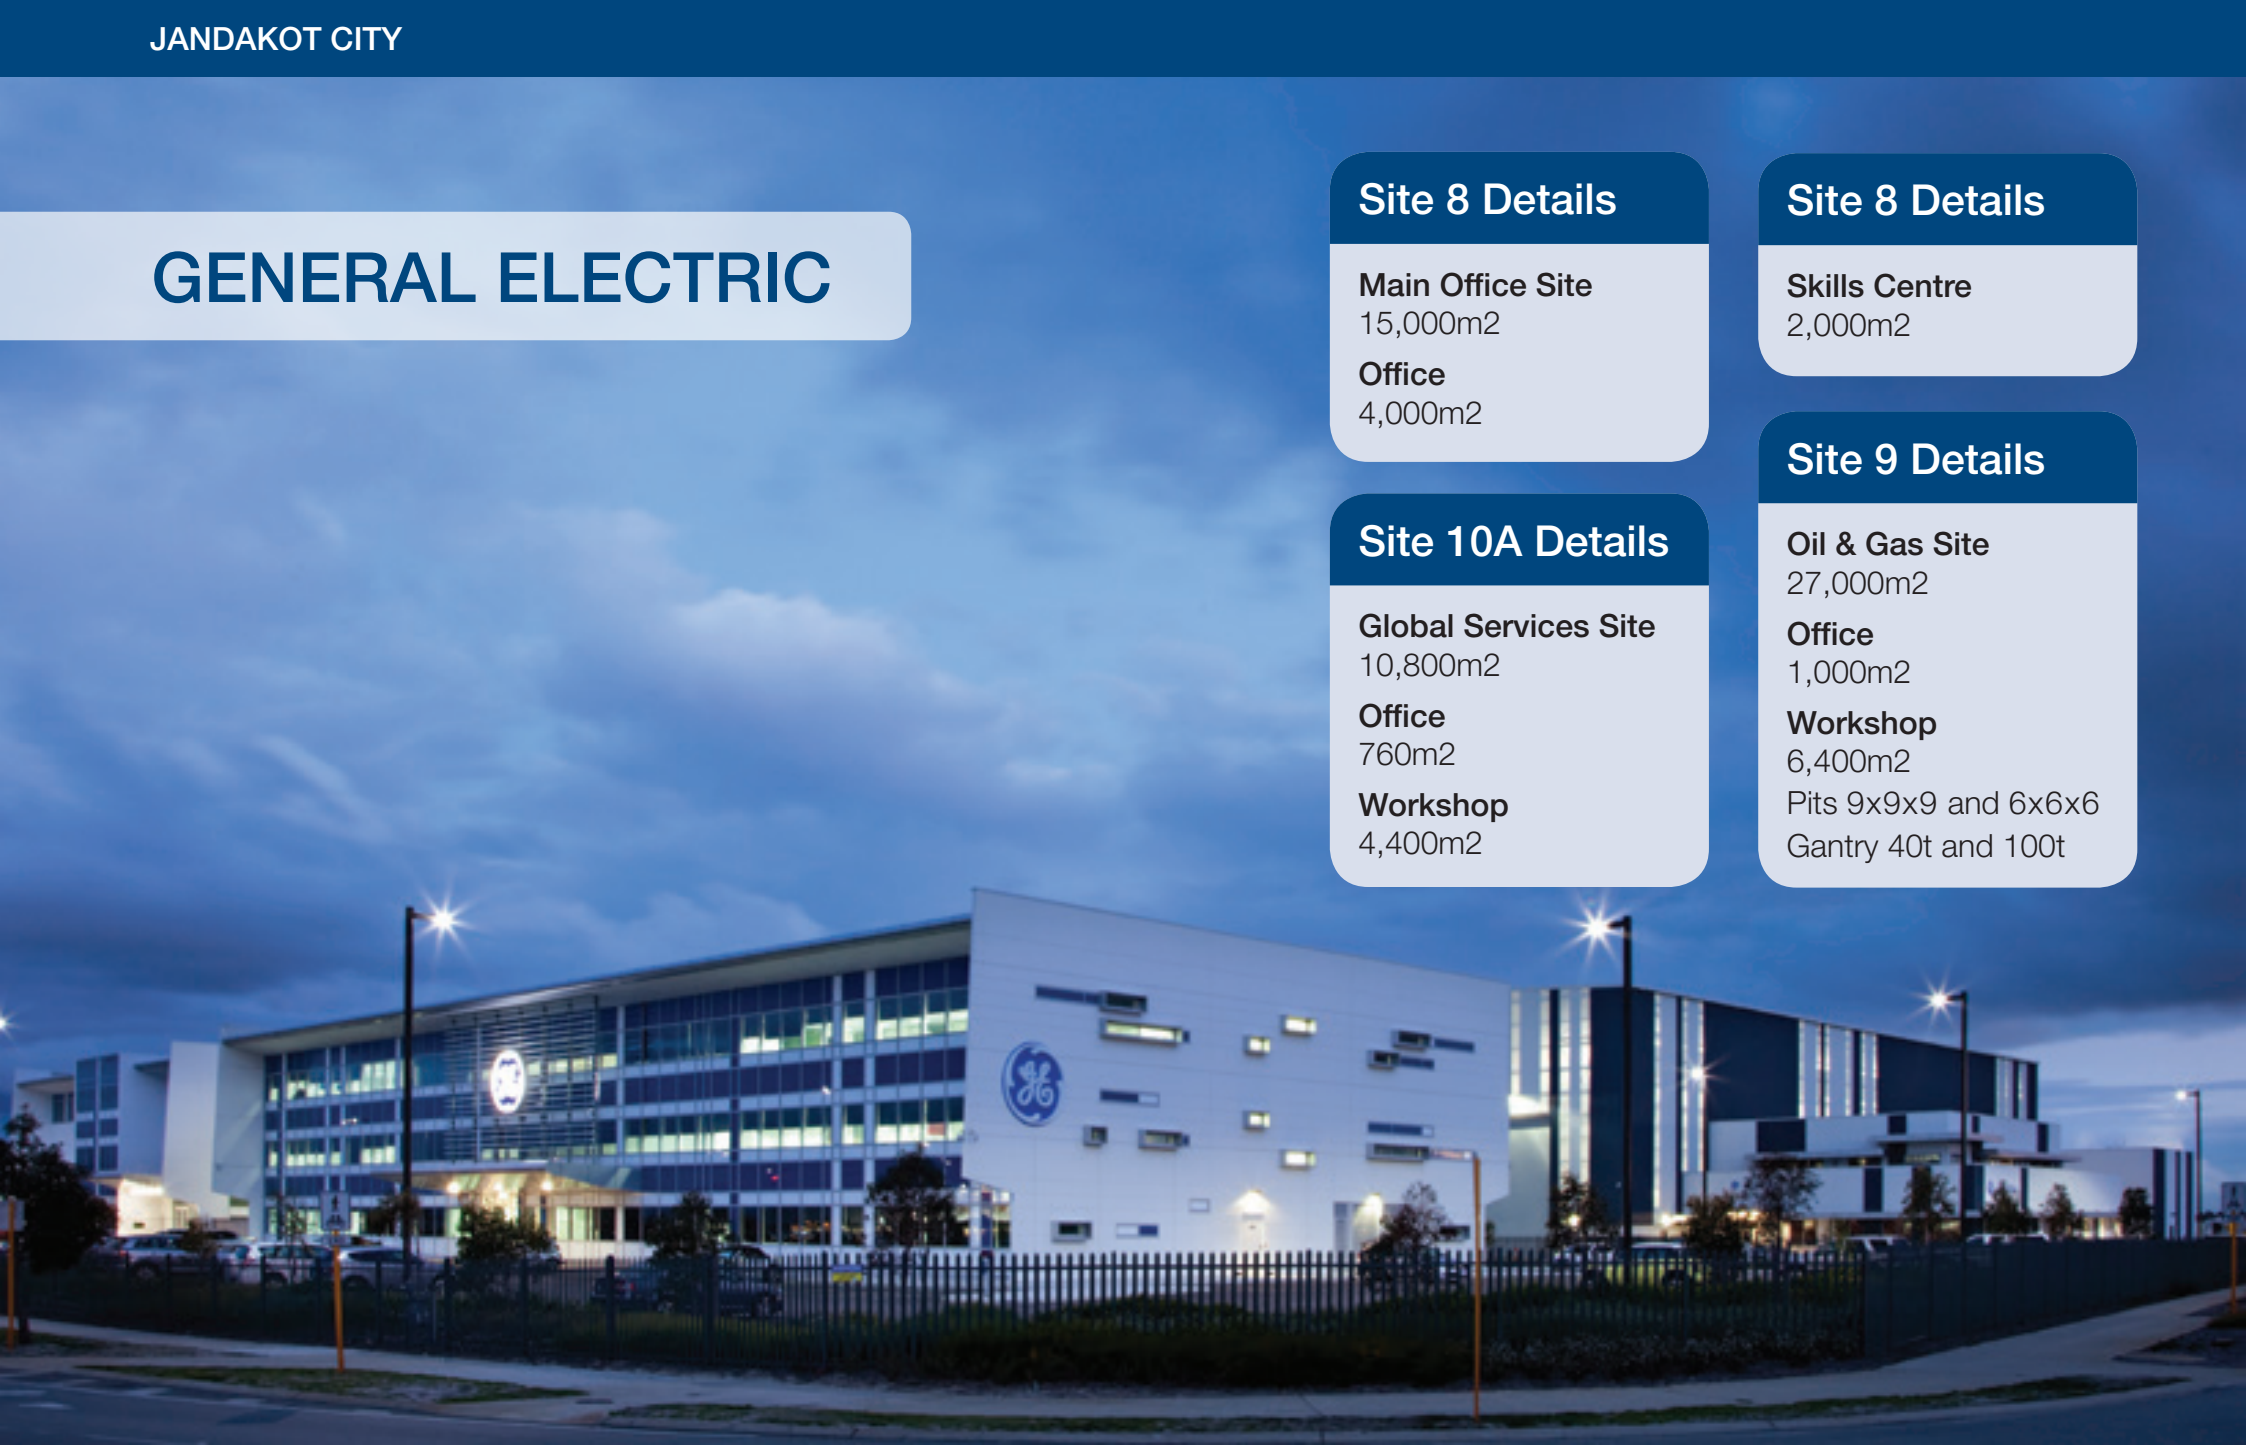 JANDAKOT CITY
GENERAL ELECTRIC
Site 8 Details
Main Office Site
15,000m2
Office
4,000m2
Site 10A Details
Global Services Site
10,800m2
Office
760m2
Workshop
4,400m2
Site 8 Details
Skills Centre
2,000m2
Site 9 Details
Oil & Gas Site
27,000m2
Office
1,000m2
Workshop
6,400m2
Pits 9x9x9 and 6x6x6
Gantry 40t and 100t